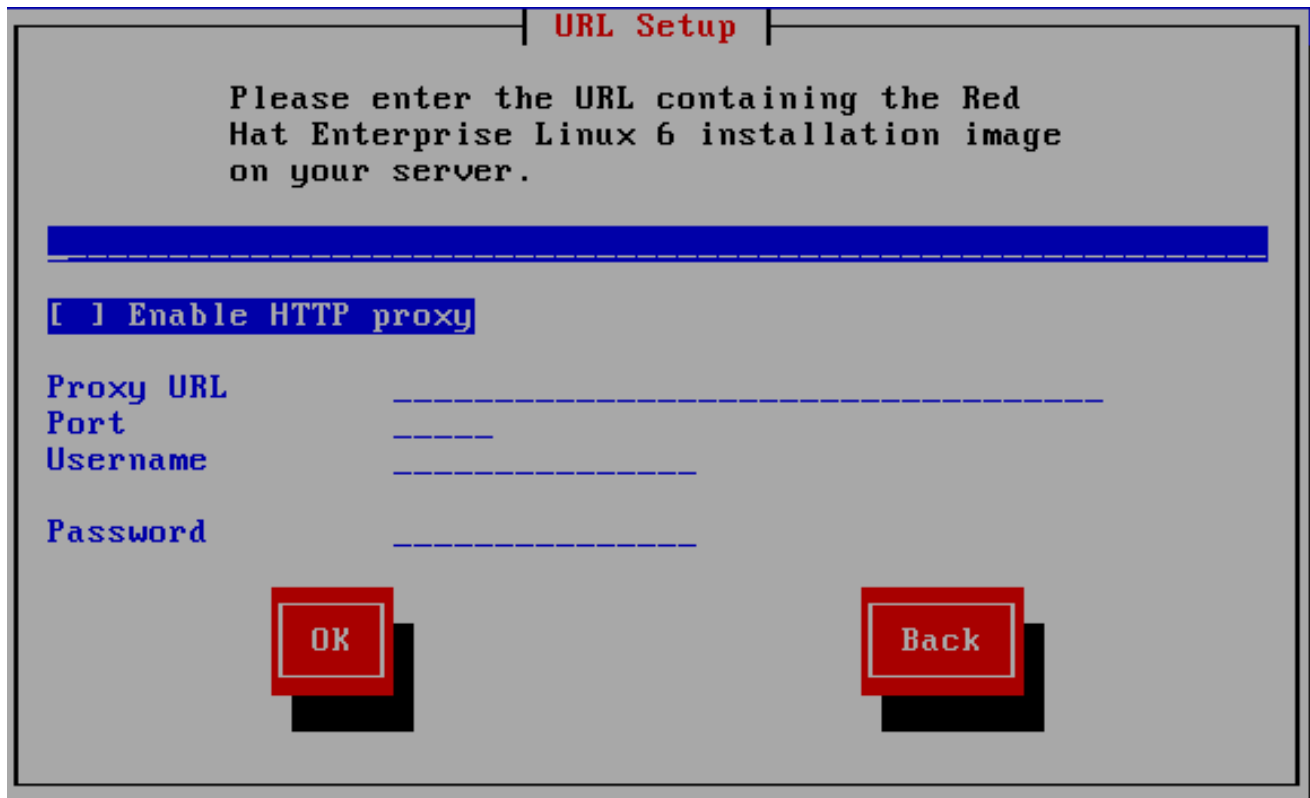 URL Setup
Please enter the URL containing the Red
Hat Enterprise Linux 6 installation image
on your server.
[ ] Enable HTTP proxy
Proxy URL
Port
Username
Password
OK
Back